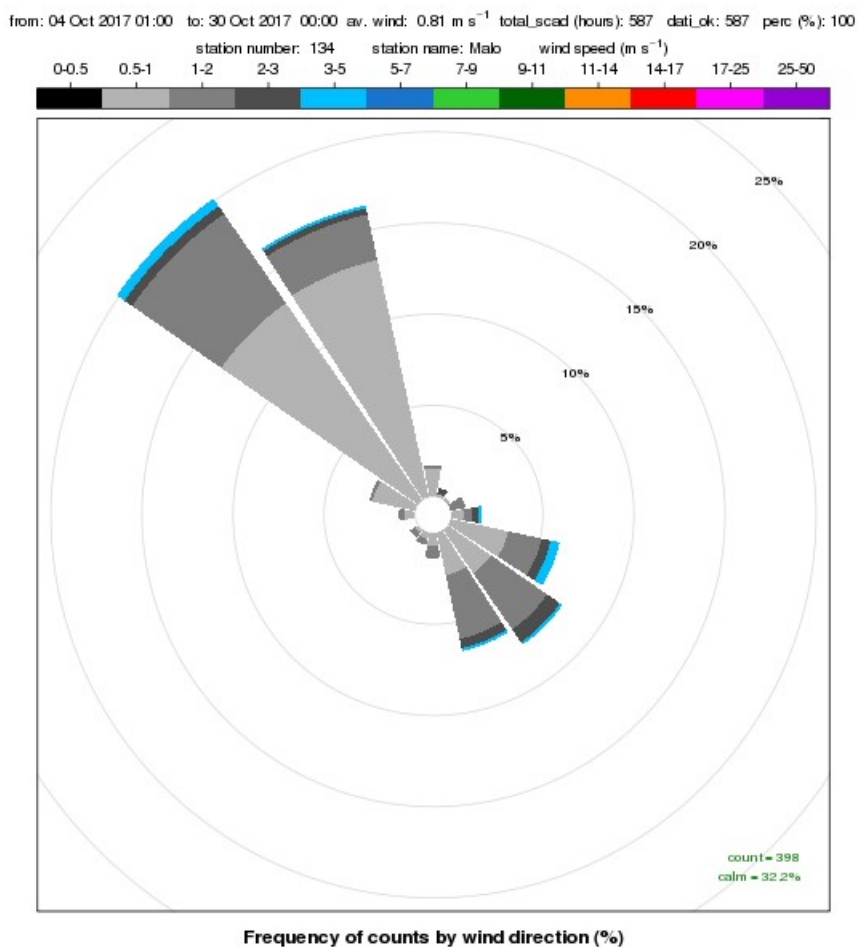 from: 04 Oct 2017 01:00 to: 30 Oct 2017 00:00 av. wind: 0.81 m s⁻¹ total_scad (hours): 587 dati_ok: 587 perc (%): 100
station number: 134 station name: Malo wind speed (m s⁻¹)
0-0.5 0.5-1 1-2 2-3 3-5 5-7 7-9 9-11 11-14 14-17 17-25 25-50
25%
20%
15%
10%
5%
count = 398
calm = 32.2%
Frequency of counts by wind direction (%)